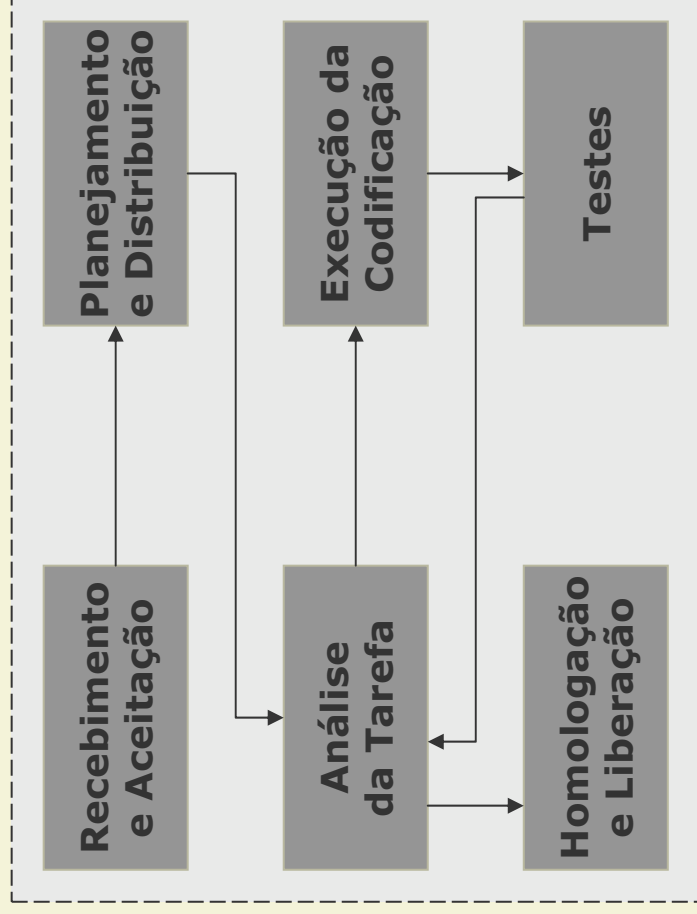 Recebimento
e Aceitação
Planejamento
e Distribuição
Análise
da Tarefa
Execução da
Codificação
Homologação
e Liberação
Testes